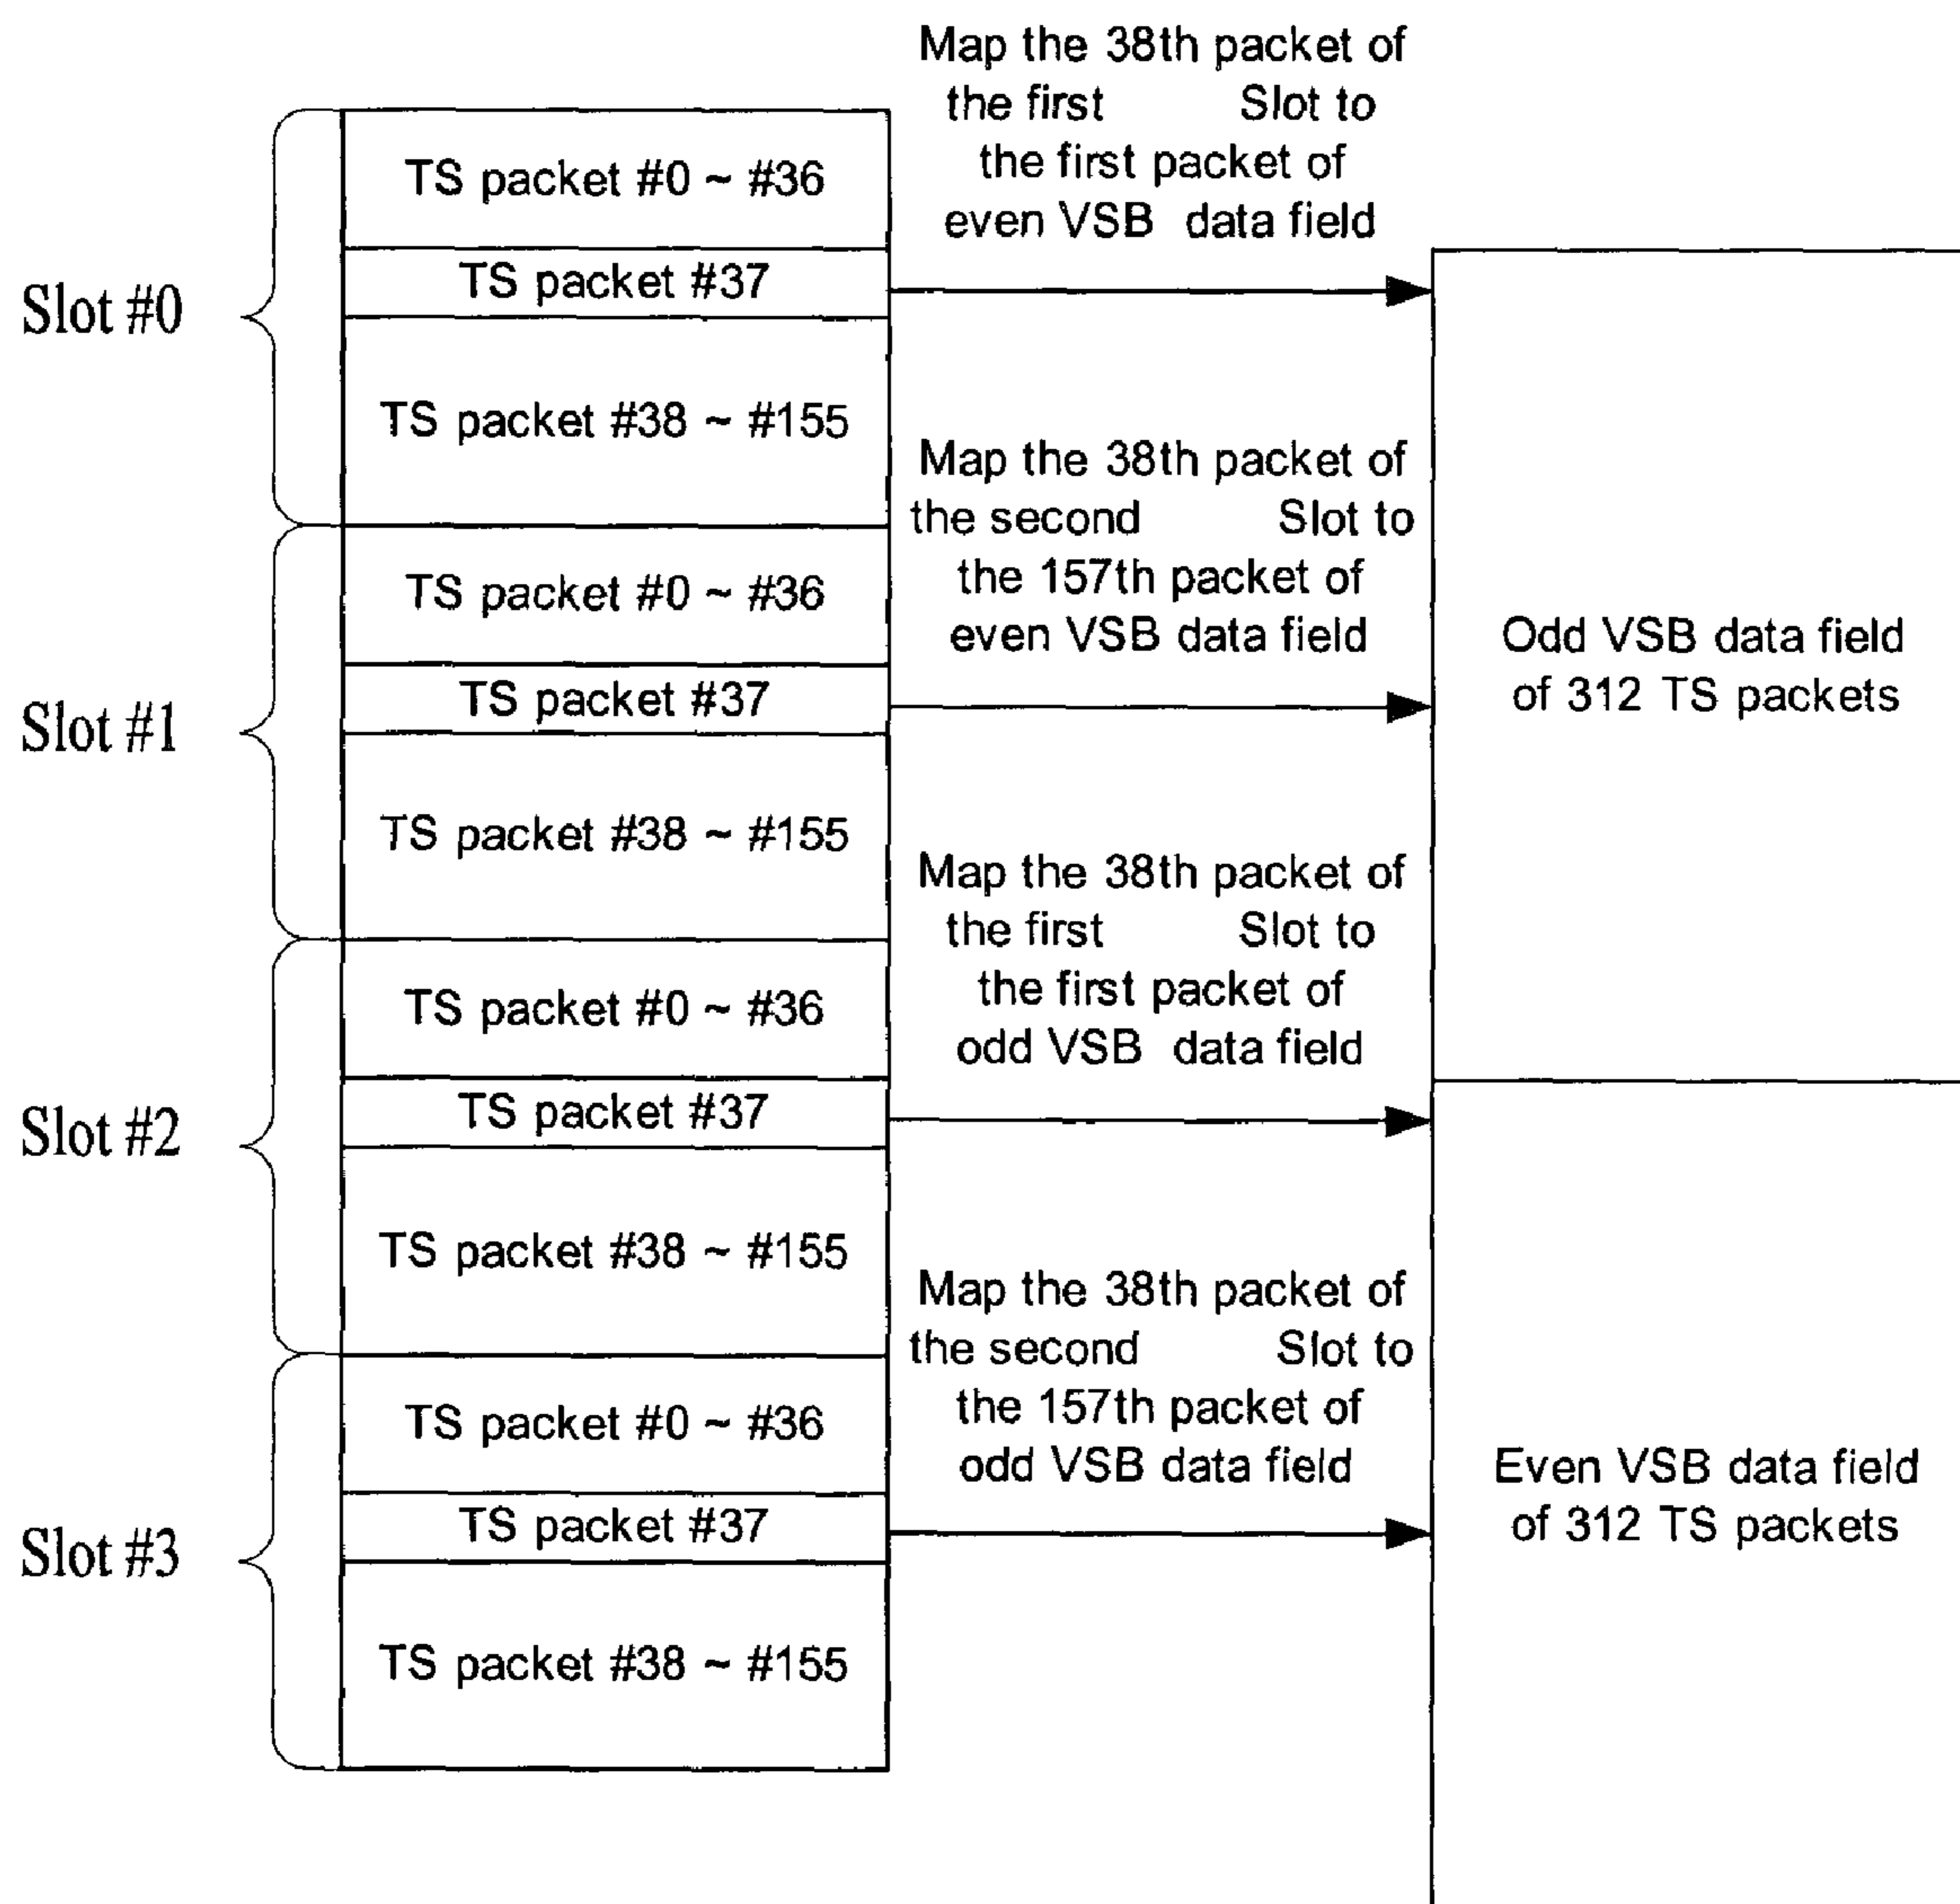 Map the 38th packet of
the first Slot to
the first packet of
even VSB data field
Slot #0
TS packet #0 ~ #36
TS packet #37
TS packet #38 ~ #155
Map the 38th packet of
the second Slot to
the 157th packet of
even VSB data field
Slot #1
TS packet #0 ~ #36
TS packet #37
TS packet #38 ~ #155
Odd VSB data field
of 312 TS packets
Map the 38th packet of
the first Slot to
the first packet of
odd VSB data field
Slot #2
TS packet #0 ~ #36
TS packet #37
TS packet #38 ~ #155
Map the 38th packet of
the second Slot to
the 157th packet of
odd VSB data field
Slot #3
TS packet #0 ~ #36
TS packet #37
TS packet #38 ~ #155
Even VSB data field
of 312 TS packets